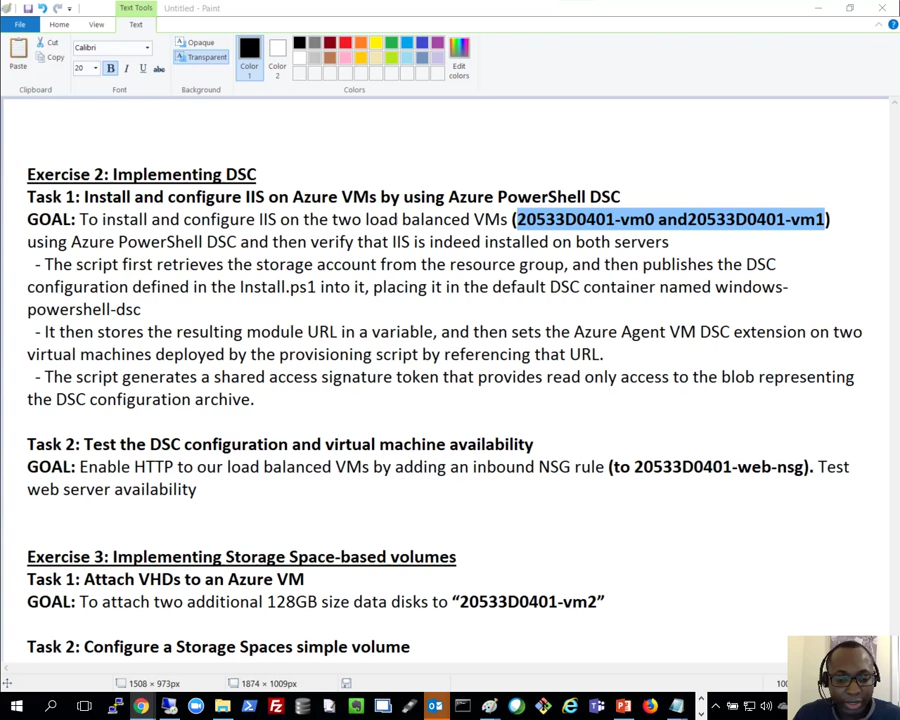 Text Tools
Untitled - Paint
File
Home
View
Text
Paste
Cut
Copy
Clipboard
Calibri
20
B I U abc
Font
Opaque
Transparent
Background
Color 1
Color 2
Edit colors
Colors
Exercise 2: Implementing DSC
Task 1: Install and configure IIS on Azure VMs by using Azure PowerShell DSC
GOAL: To install and configure IIS on the two load balanced VMs (20533D0401-vm0 and20533D0401-vm1)
using Azure PowerShell DSC and then verify that IIS is indeed installed on both servers
- The script first retrieves the storage account from the resource group, and then publishes the DSC
configuration defined in the Install.ps1 into it, placing it in the default DSC container named windows-
powershell-dsc
- It then stores the resulting module URL in a variable, and then sets the Azure Agent VM DSC extension on two
virtual machines deployed by the provisioning script by referencing that URL.
- The script generates a shared access signature token that provides read only access to the blob representing
the DSC configuration archive.
Task 2: Test the DSC configuration and virtual machine availability
GOAL: Enable HTTP to our load balanced VMs by adding an inbound NSG rule (to 20533D0401-web-nsg). Test
web server availability
Exercise 3: Implementing Storage Space-based volumes
Task 1: Attach VHDs to an Azure VM
GOAL: To attach two additional 128GB size data disks to “20533D0401-vm2”
Task 2: Configure a Storage Spaces simple volume
1508 × 973px
1874 × 1009px